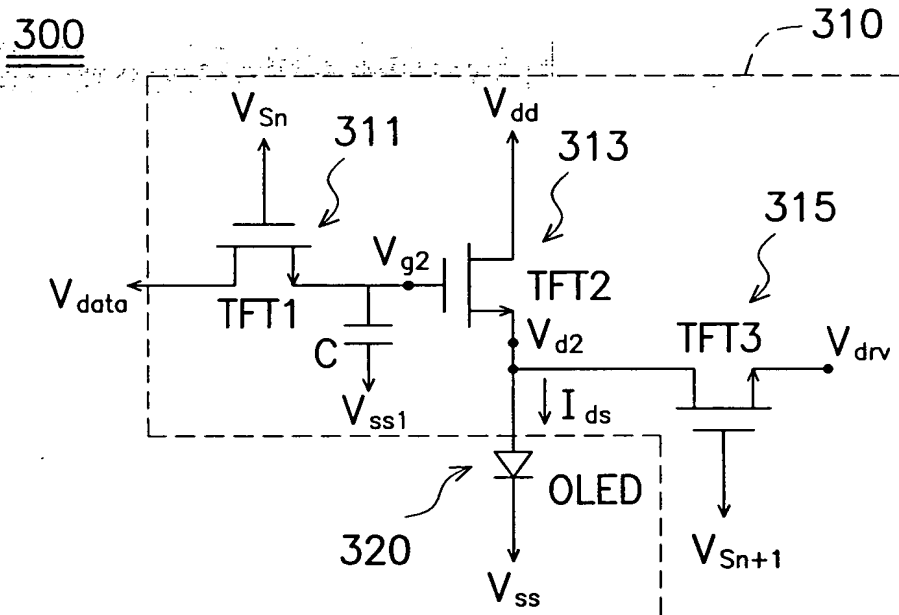 300
310
V_Sn
311
V_dd
313
315
V_g2
V_data
TFT1
TFT2
C
V_d2
TFT3
V_drv
V_ss1
I_ds
OLED
320
V_Sn+1
V_ss